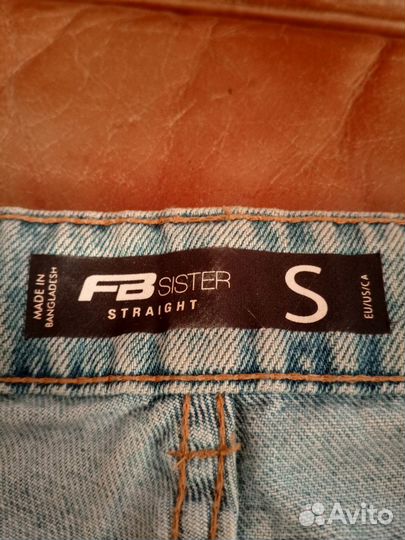 MADE IN
BANGLADESH
FB SISTER
STRAIGHT
S
EU/US/CA
Avito